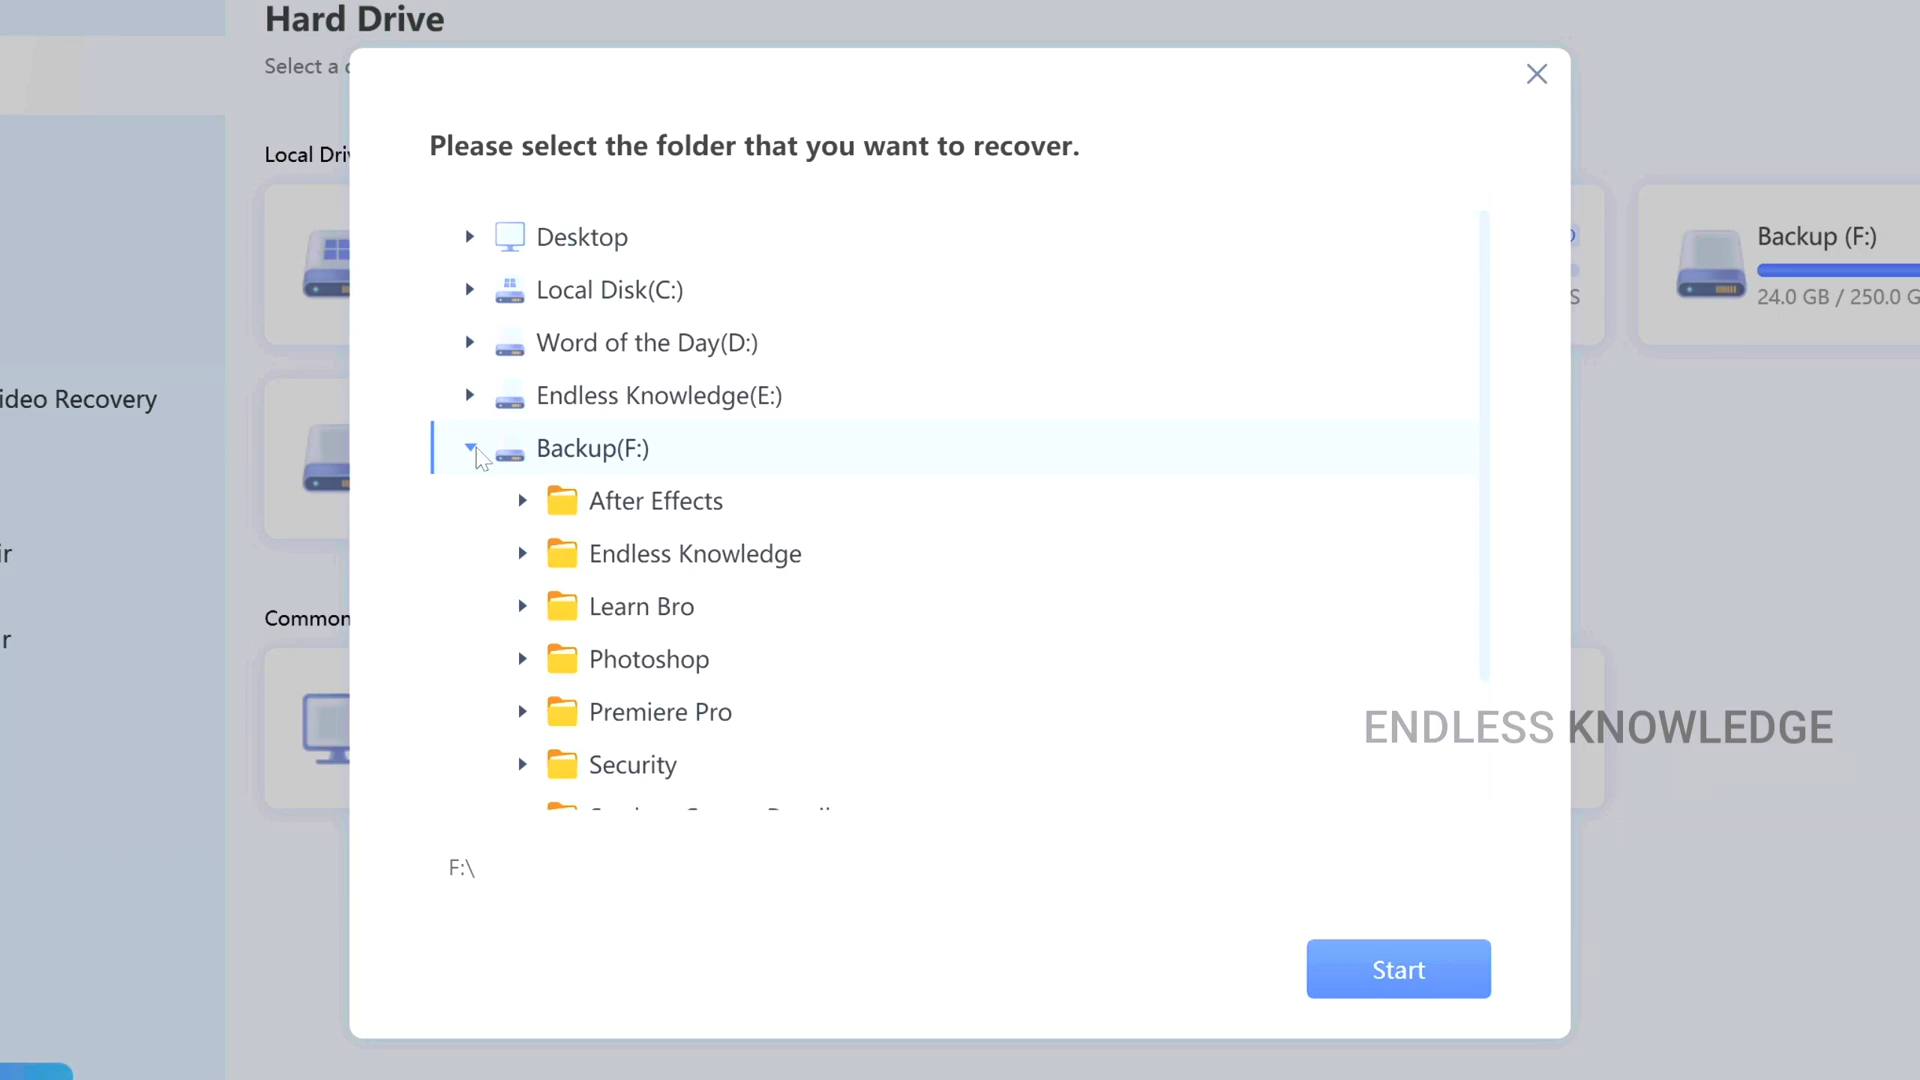 Hard Drive
Select a
Local Dri
Please select the folder that you want to recover.
Desktop
Local Disk(C:)
Word of the Day(D:)
Endless Knowledge(E:)
Backup(F:)
After Effects
Endless Knowledge
Learn Bro
Photoshop
Premiere Pro
Security
F:\
Start
Backup (F:)
24.0 GB / 250.0 G
ideo Recovery
ir
r
Common
ENDLESS KNOWLEDGE